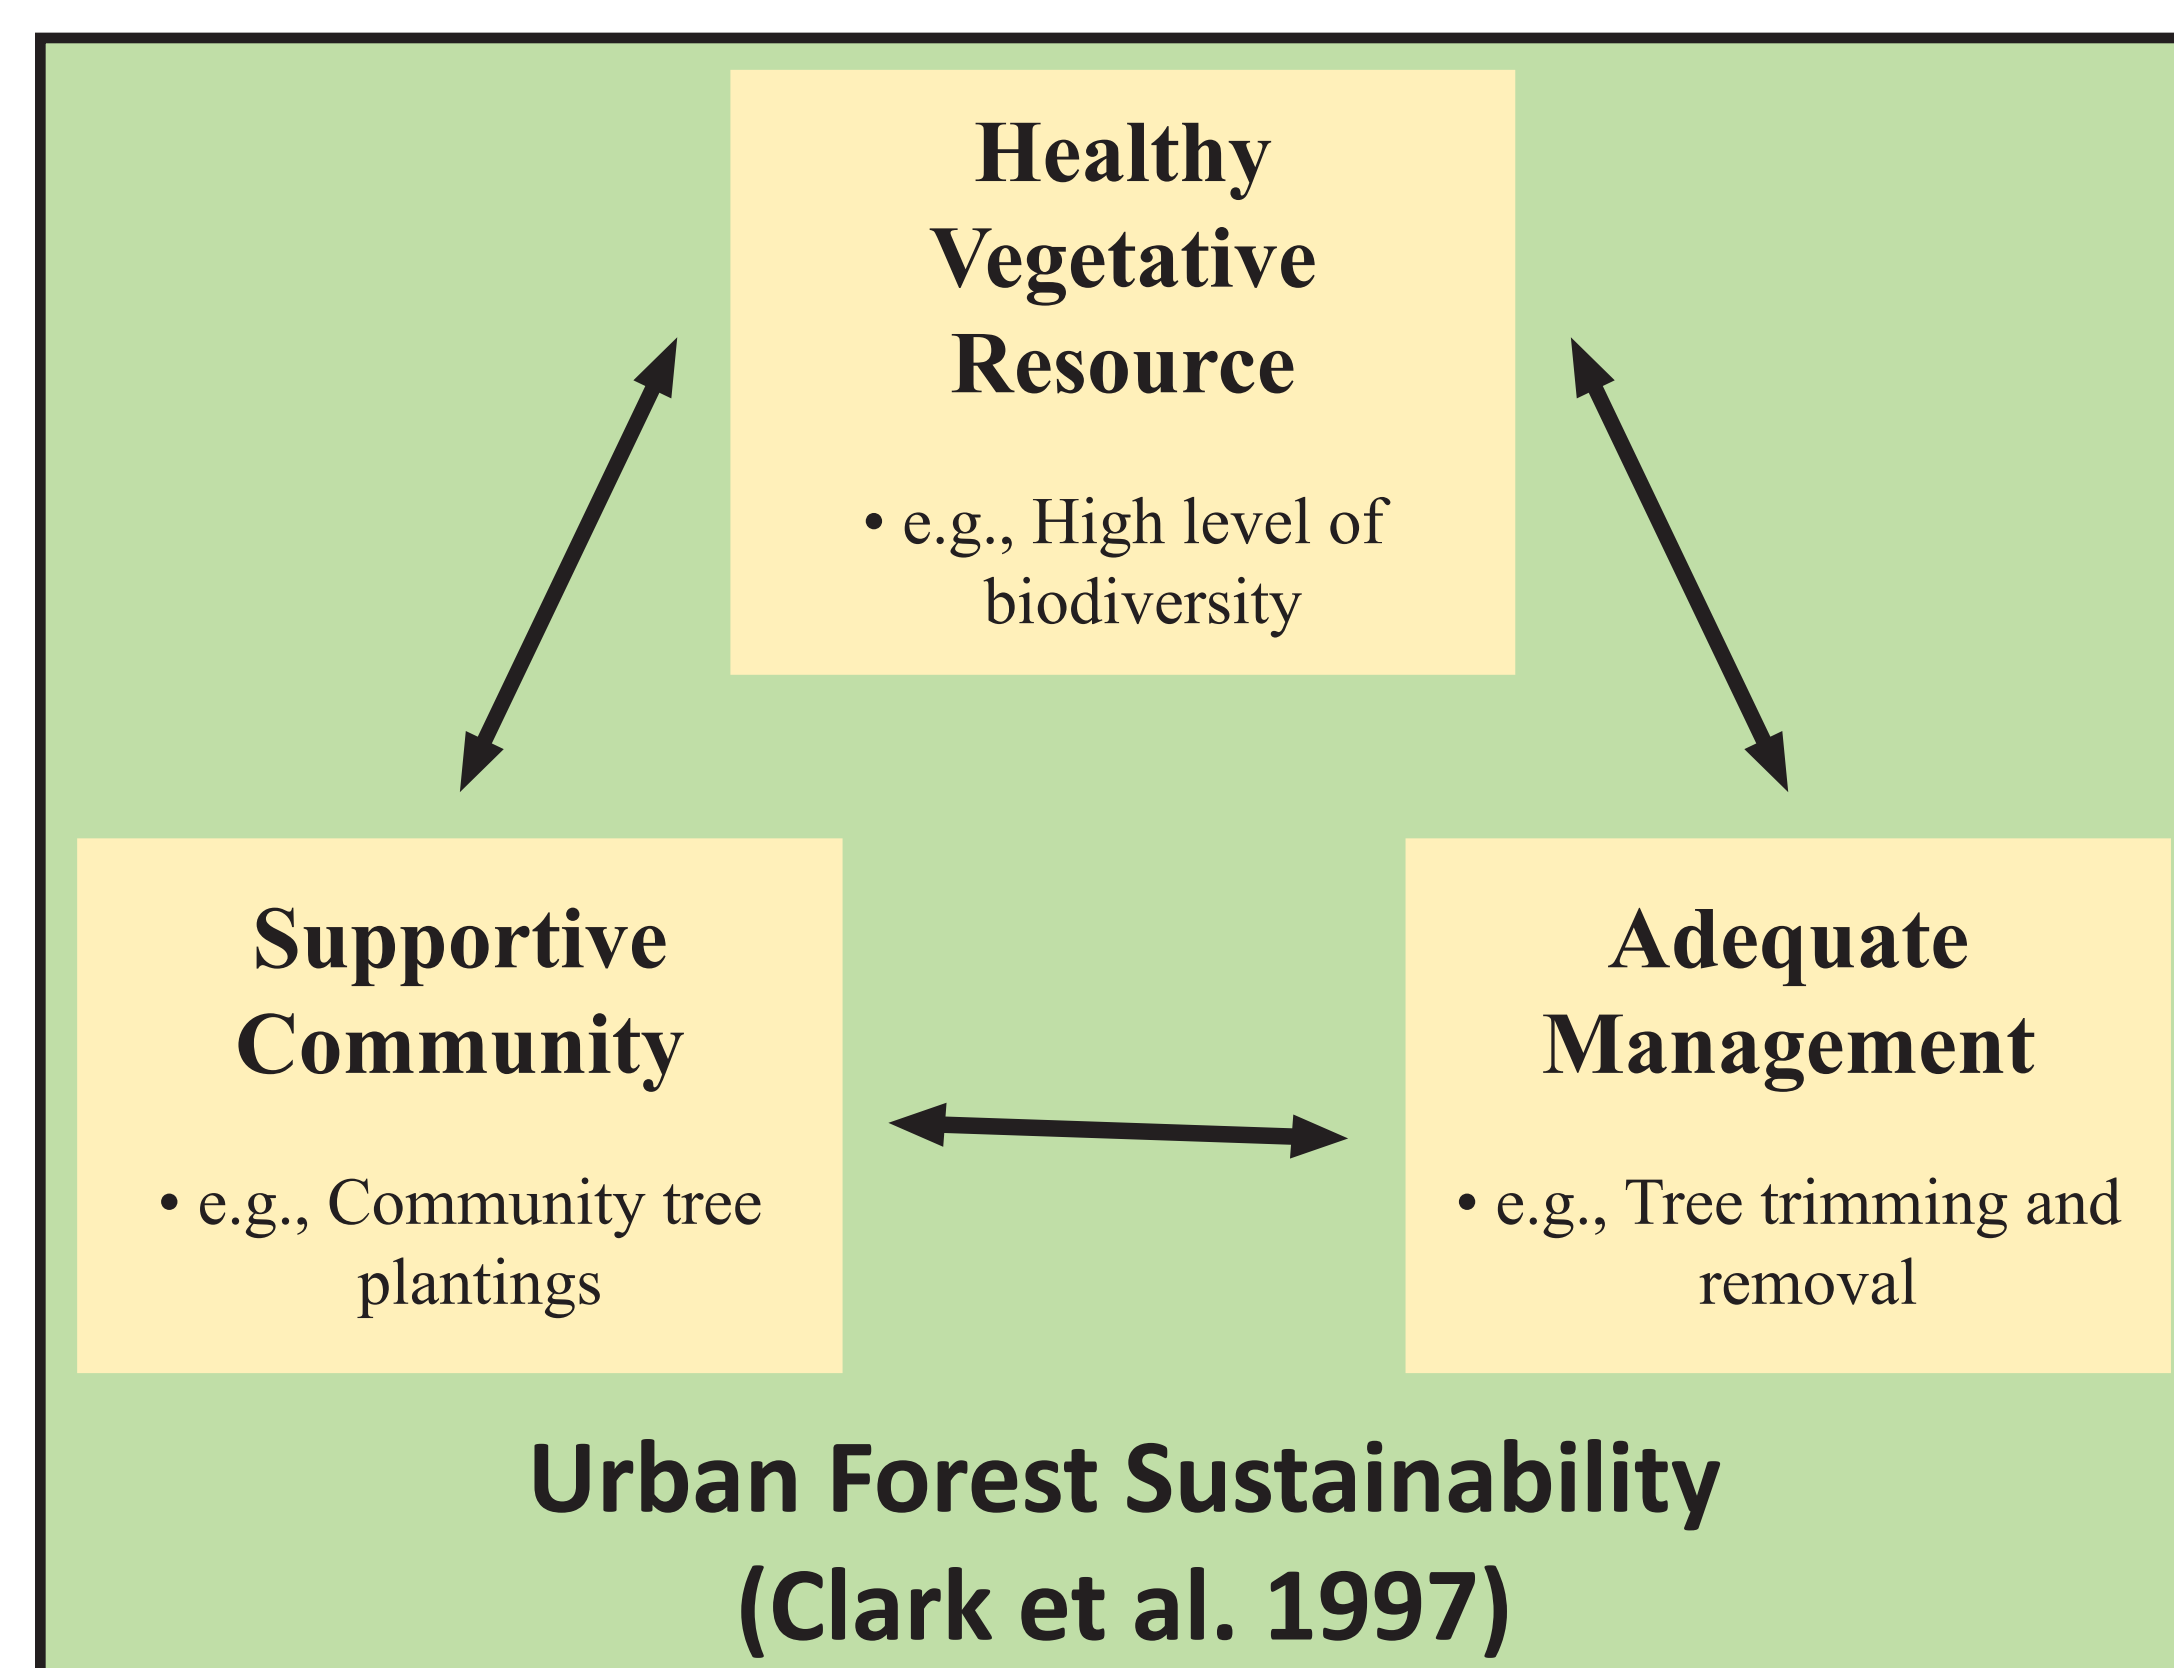 Healthy
Vegetative
Resource
• e.g., High level of
biodiversity
Supportive
Community
• e.g., Community tree
plantings
Adequate
Management
• e.g., Tree trimming and
removal
Urban Forest Sustainability
(Clark et al. 1997)